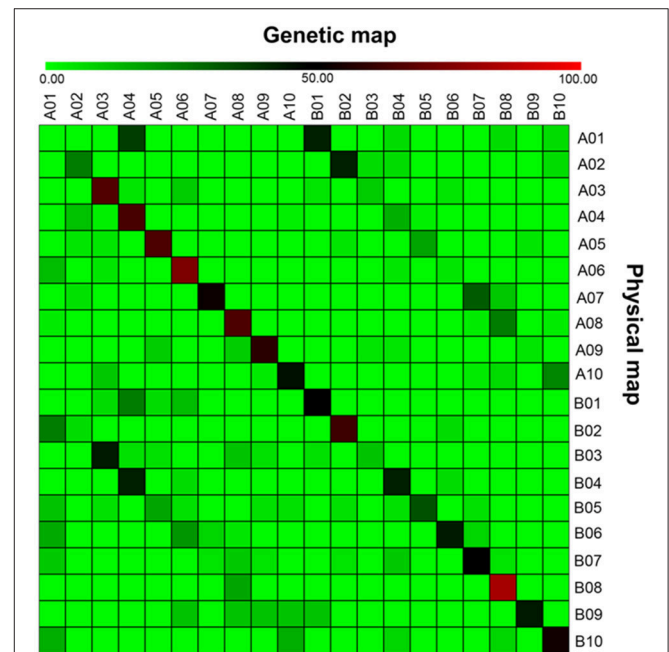 Genetic map
0.00 50.00 100.00
A01 A02 A03 A04 A05 A06 A07 A08 A09 A10 B01 B02 B03 B04 B05 B06 B07 B08 B09 B10
A01
A02
A03
A04
A05
A06
A07
A08
A09
A10
B01
B02
B03
B04
B05
B06
B07
B08
B09
B10
Physical map